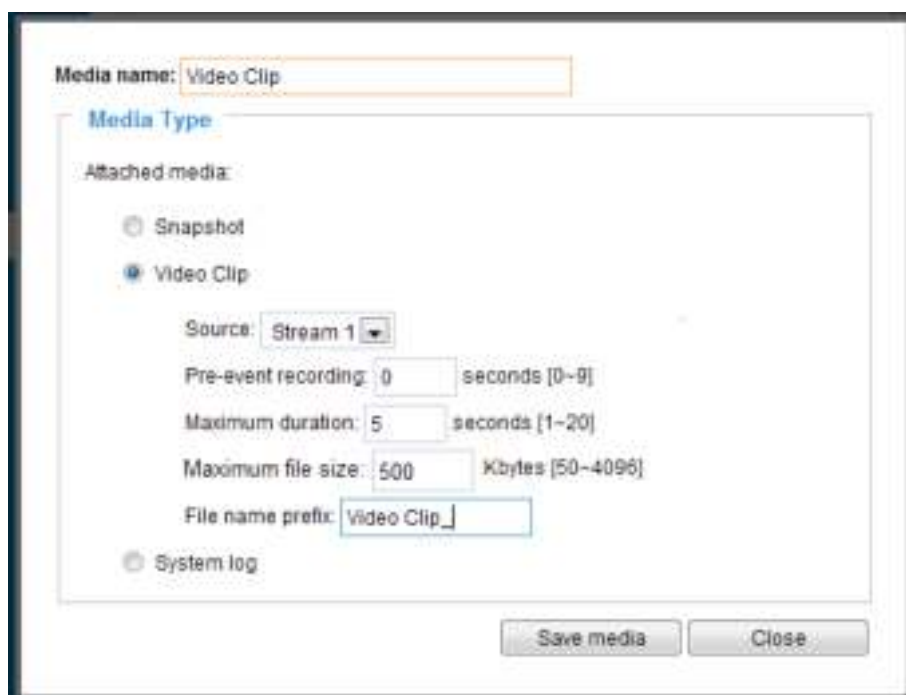 Media name: Video Clip
Media Type
Attached media:
Snapshot
Video Clip
Source: Stream 1
Pre-event recording: 0 seconds [0~9]
Maximum duration: 5 seconds [1~20]
Maximum file size: 500 Kbytes [50~4096]
File name prefix: Video Clip_
System log
Save media Close